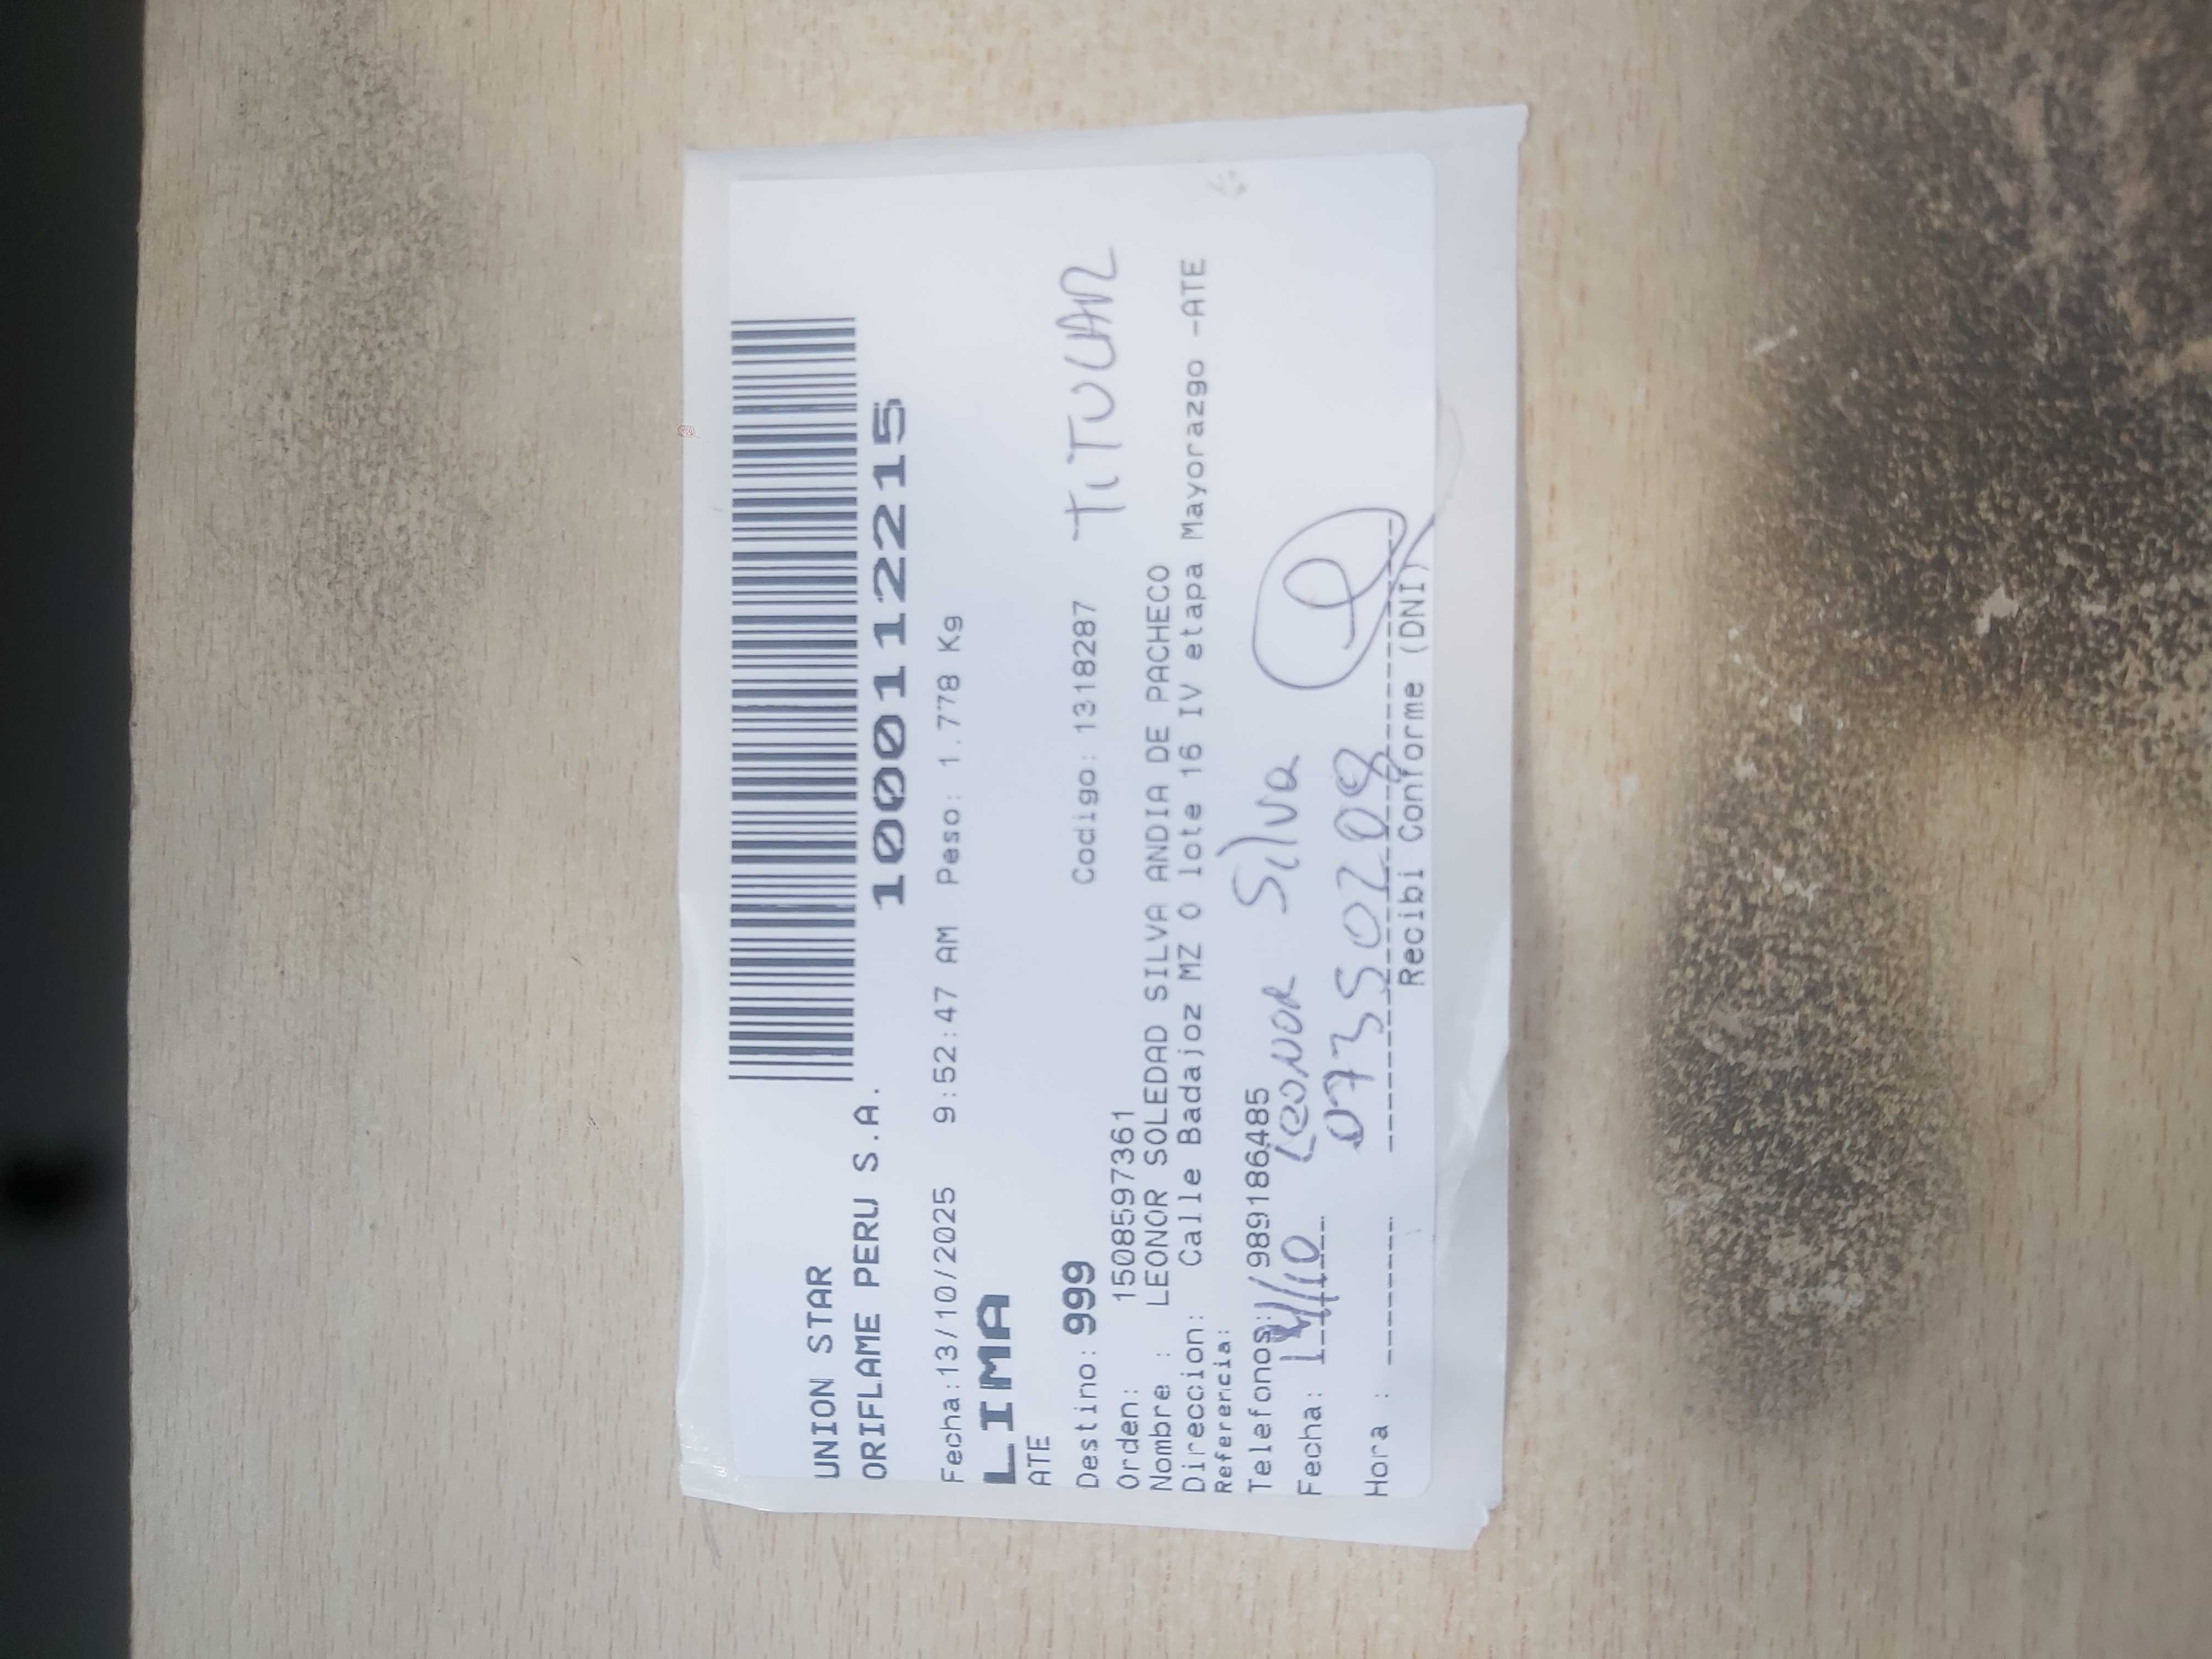 UNION STAR
ORIFLAME PERU S.A.
1000112215
Fecha:13/10/2025 9:52:47 AM Peso: 1.778 Kg
LIMA
ATE
Destino: 999 Codigo: 1318287 TITULAR
Orden: 1508597361
Nombre : LEONOR SOLEDAD SILVA ANDIA DE PACHECO
Direccion: Calle Badajoz MZ O lote 16 IV etapa Mayorazgo -ATE
Referencia:
Telefonos: /989186485
Fecha: 14/10 Leonor Silva
07350209
Hora :
Recibi Conforme (DNI)